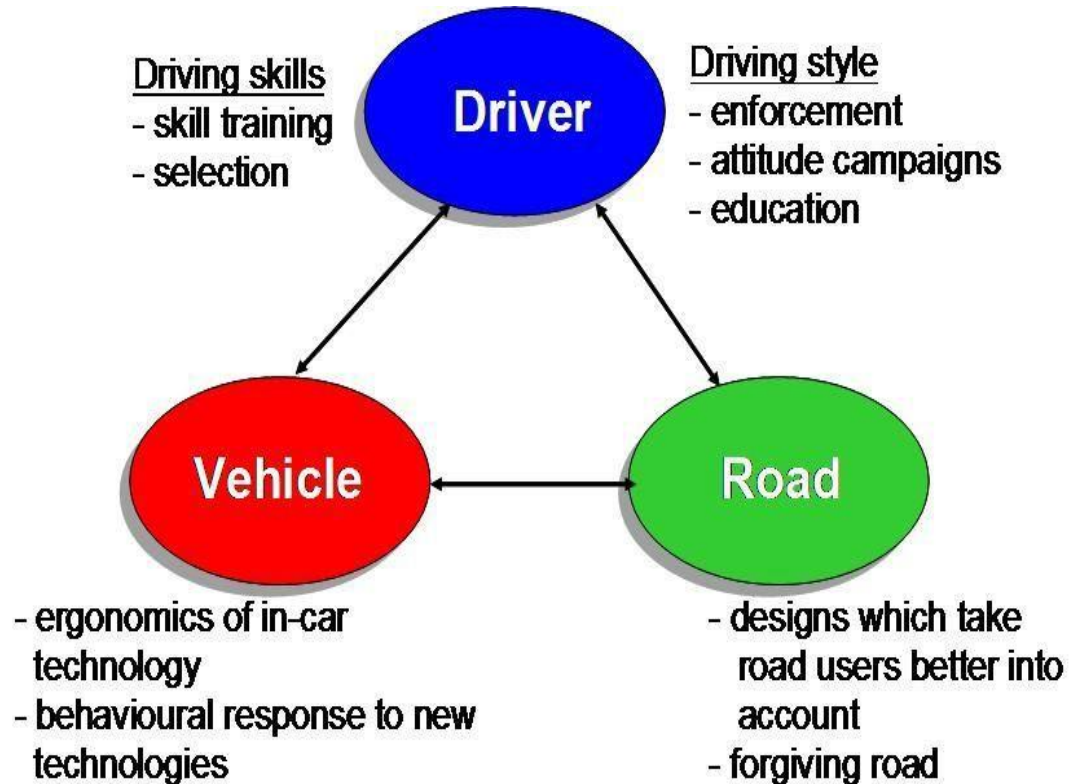 Driving skills
- skill training
- selection
Driver
Driving style
- enforcement
- attitude campaigns
- education
Vehicle
Road
- ergonomics of in-car
technology
- behavioural response to new
technologies
- designs which take
road users better into
account
- forgiving road